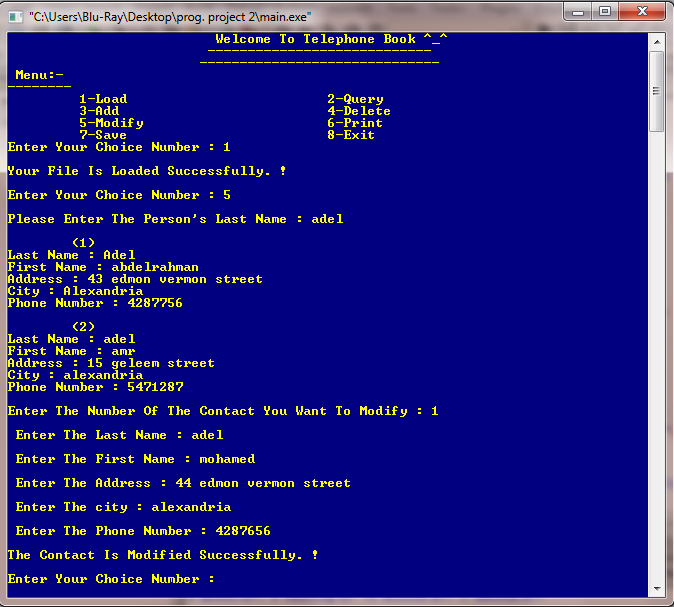 "C:\Users\Blu-Ray\Desktop\prog. project 2\main.exe"
Welcome To Telephone Book ^_^
----------------------------
------------------------------
Menu:-
--------
1-Load 2-Query
3-Add 4-Delete
5-Modify 6-Print
7-Save 8-Exit
Enter Your Choice Number : 1
Your File Is Loaded Successfully. !
Enter Your Choice Number : 5
Please Enter The Person's Last Name : adel
(1)
Last Name : Adel
First Name : abdelrahman
Address : 43 edmon vermon street
City : Alexandria
Phone Number : 4287756
(2)
Last Name : adel
First Name : amr
Address : 15 geleem street
City : alexandria
Phone Number : 5471287
Enter The Number Of The Contact You Want To Modify : 1
Enter The Last Name : adel
Enter The First Name : mohamed
Enter The Address : 44 edmon vermon street
Enter The city : alexandria
Enter The Phone Number : 4287656
The Contact Is Modified Successfully. !
Enter Your Choice Number :